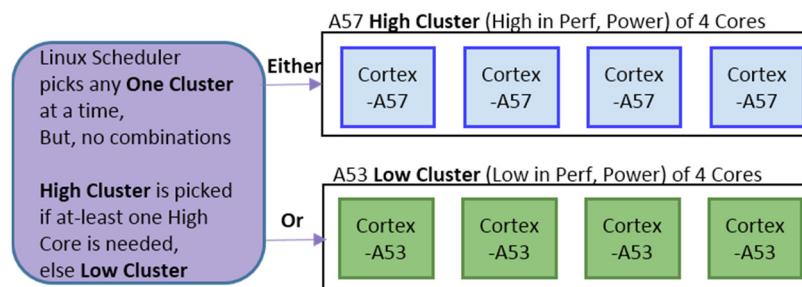 Linux Scheduler
picks any One Cluster
at a time,
But, no combinations
High Cluster is picked
if at-least one High
Core is needed,
else Low Cluster
Either
Or
A57 High Cluster (High in Perf, Power) of 4 Cores
Cortex
-A57
Cortex
-A57
Cortex
-A57
Cortex
-A57
A53 Low Cluster (Low in Perf, Power) of 4 Cores
Cortex
-A53
Cortex
-A53
Cortex
-A53
Cortex
-A53